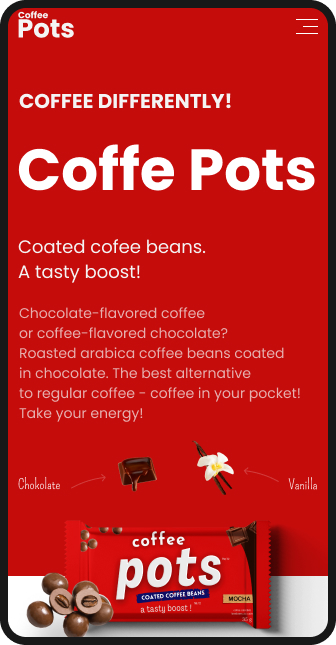 Coffee
Pots
COFFEE DIFFERENTLY!
Coffe Pots
Coated cofee beans.
A tasty boost!
Chocolate-flavored coffee
or coffee-flavored chocolate?
Roasted arabica coffee beans coated
in chocolate. The best alternative
to regular coffee - coffee in your pocket!
Take your energy!
Chokolate
Vanilla
coffee
pots
COATED COFFEE BEANS
a tasty boost!
MOCHA